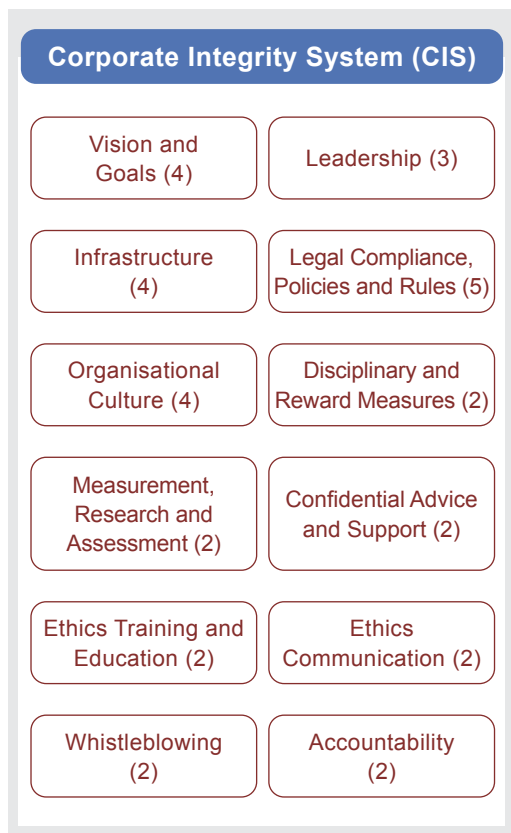 Corporate Integrity System (CIS)
Vision and
Goals (4)
Leadership (3)
Infrastructure
(4)
Legal Compliance,
Policies and Rules (5)
Organisational
Culture (4)
Disciplinary and
Reward Measures (2)
Measurement,
Research and
Assessment (2)
Confidential Advice
and Support (2)
Ethics Training and
Education (2)
Ethics
Communication (2)
Whistleblowing
(2)
Accountability
(2)